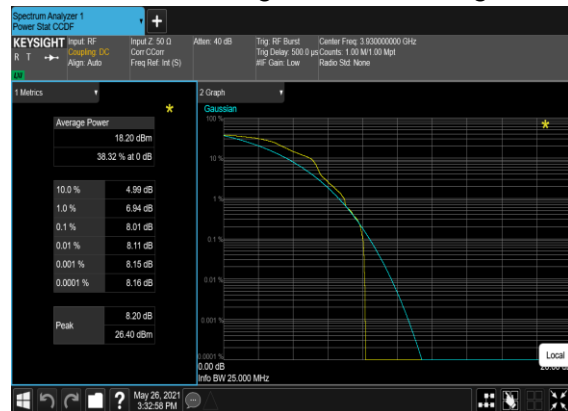 Spectrum Analyzer 1
Power Stat CCDF
KEYSIGHT
R T
LXI
Input: RF
Coupling: DC
Align: Auto
Input Z: 50 Ω
Corr CCorr
Freq Ref: Int (S)
Atten: 40 dB
Trig: RF Burst
Trig Delay: 500.0 µs
#IF Gain: Low
Center Freq: 3.930000000 GHz
Counts: 1.00 M/1.00 Mpt
Radio Std: None
1 Metrics
Average Power
18.20 dBm
38.32 % at 0 dB
10.0 % 4.99 dB
1.0 % 6.94 dB
0.1 % 8.01 dB
0.01 % 8.11 dB
0.001 % 8.15 dB
0.0001 % 8.16 dB
Peak
8.20 dB
26.40 dBm
2 Graph
Gaussian
100 %
10 %
1 %
0.1 %
0.01 %
0.001 %
0.0001 %
0.00 dB
Info BW 25.000 MHz
Local
May 26, 2021
3:32:58 PM